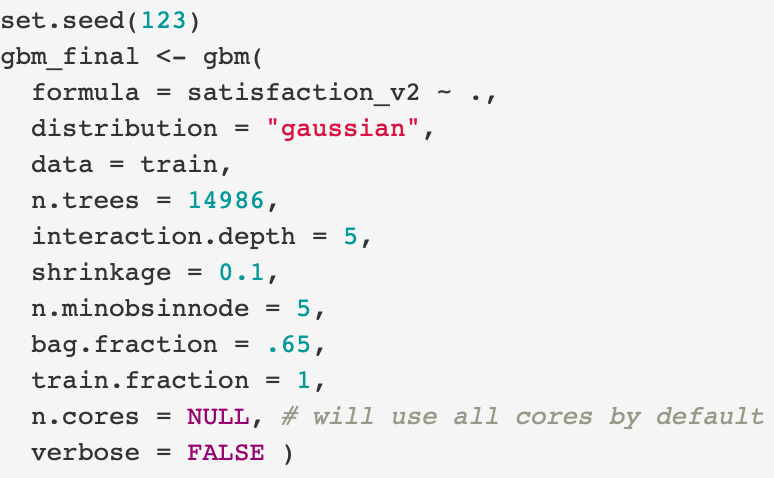 set.seed(123)
gbm_final <- gbm(
  formula = satisfaction_v2 ~ .,
  distribution = "gaussian",
  data = train,
  n.trees = 14986,
  interaction.depth = 5,
  shrinkage = 0.1,
  n.minobsinnode = 5,
  bag.fraction = .65,
  train.fraction = 1,
  n.cores = NULL, # will use all cores by default
  verbose = FALSE )